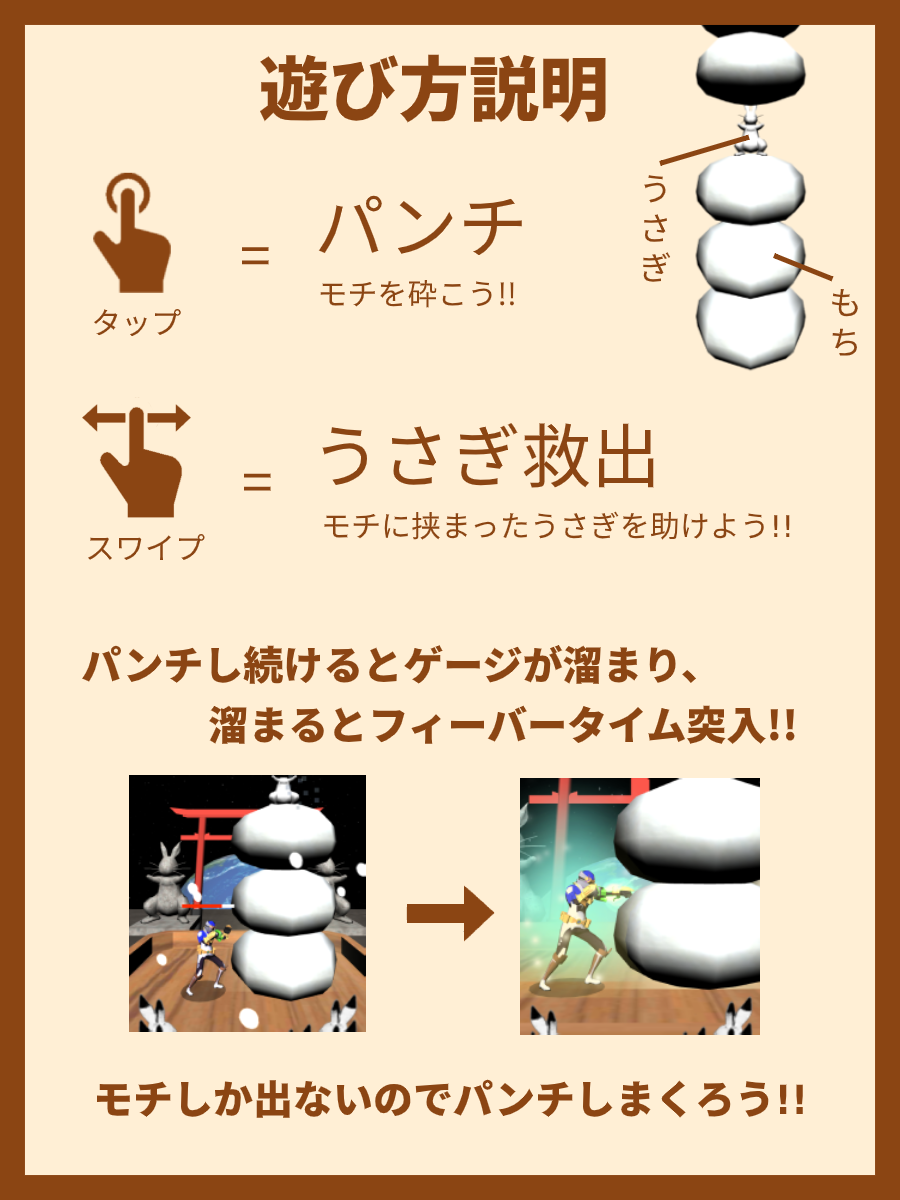 遊び方説明
うさぎ
もち
=
パンチ
モチを砕こう!!
タップ
=
うさぎ救出
モチに挟まったうさぎを助けよう!!
スワイプ
パンチし続けるとゲージが溜まり、
溜まるとフィーバータイム突入!!
モチしか出ないのでパンチしまくろう!!